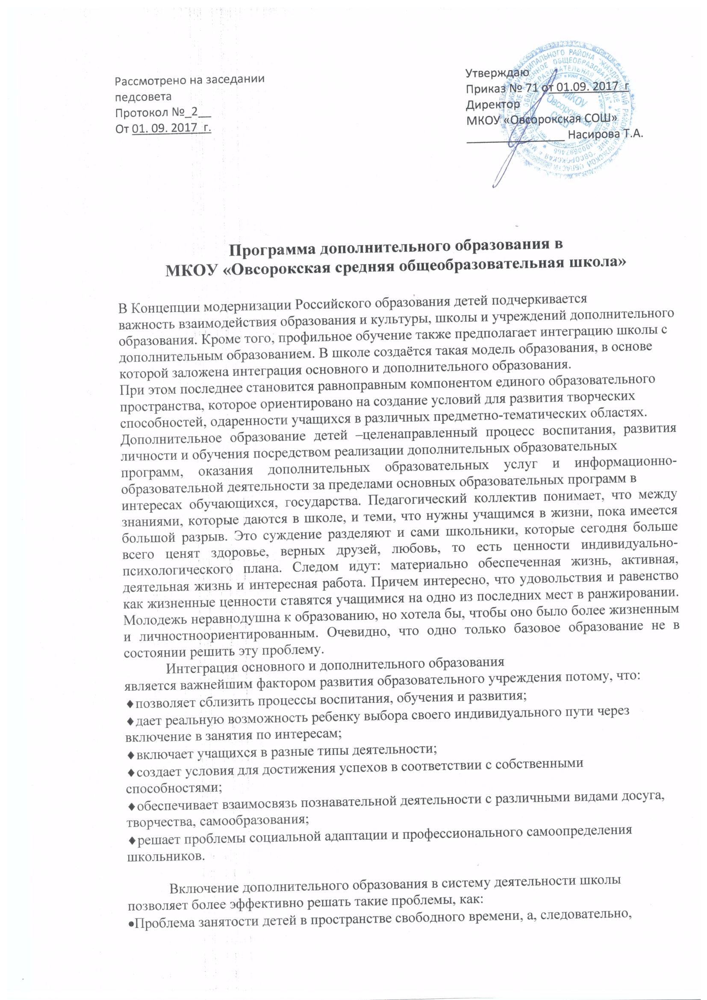 Рассмотрено на заседании
педсовета
Протокол №_2__
От 01. 09. 2017 г.
Утверждаю
Приказ № 71 от 01.09. 2017 г
Директор
МКОУ «Овсорокская СОШ»
________________ Насирова Т.А.
МКОУ
"Овсорокская
СОШ"
Программа дополнительного образования в
МКОУ «Овсорокская средняя общеобразовательная школа»
В Концепции модернизации Российского образования детей подчеркивается
важность взаимодействия образования и культуры, школы и учреждений дополнительного
образования. Кроме того, профильное обучение также предполагает интеграцию школы с
дополнительным образованием. В школе создаётся такая модель образования, в основе
которой заложена интеграция основного и дополнительного образования.
При этом последнее становится равноправным компонентом единого образовательного
пространства, которое ориентировано на создание условий для развития творческих
способностей, одаренности учащихся в различных предметно-тематических областях.
Дополнительное образование детей –целенаправленный процесс воспитания, развития
личности и обучения посредством реализации дополнительных образовательных
программ, оказания дополнительных образовательных услуг и информационно-
образовательной деятельности за пределами основных образовательных программ в
интересах обучающихся, государства. Педагогический коллектив понимает, что между
знаниями, которые даются в школе, и теми, что нужны учащимся в жизни, пока имеется
большой разрыв. Это суждение разделяют и сами школьники, которые сегодня больше
всего ценят здоровье, верных друзей, любовь, то есть ценности индивидуально-
психологического плана. Следом идут: материально обеспеченная жизнь, активная,
деятельная жизнь и интересная работа. Причем интересно, что удовольствия и равенство
как жизненные ценности ставятся учащимися на одно из последних мест в ранжировании.
Молодежь неравнодушна к образованию, но хотела бы, чтобы оно было более жизненным
и личностноориентированным. Очевидно, что одно только базовое образование не в
состоянии решить эту проблему.
Интеграция основного и дополнительного образования
является важнейшим фактором развития образовательного учреждения потому, что:
♦позволяет сблизить процессы воспитания, обучения и развития;
♦дает реальную возможность ребенку выбора своего индивидуального пути через
включение в занятия по интересам;
♦включает учащихся в разные типы деятельности;
♦создает условия для достижения успехов в соответствии с собственными
способностями;
♦обеспечивает взаимосвязь познавательной деятельности с различными видами досуга,
творчества, самообразования;
♦решает проблемы социальной адаптации и профессионального самоопределения
школьников.
Включение дополнительного образования в систему деятельности школы
позволяет более эффективно решать такие проблемы, как:
•Проблема занятости детей в пространстве свободного времени, а, следовательно,